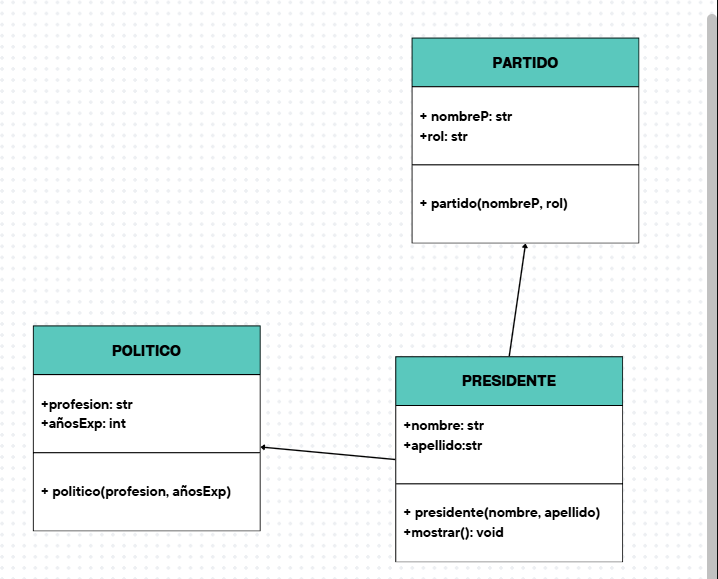 PARTIDO
+ nombreP: str
+rol: str
+ partido(nombreP, rol)
POLITICO
+profesion: str
+añosExp: int
+ politico(profesion, añosExp)
PRESIDENTE
+nombre: str
+apellido:str
+ presidente(nombre, apellido)
+mostrar(): void